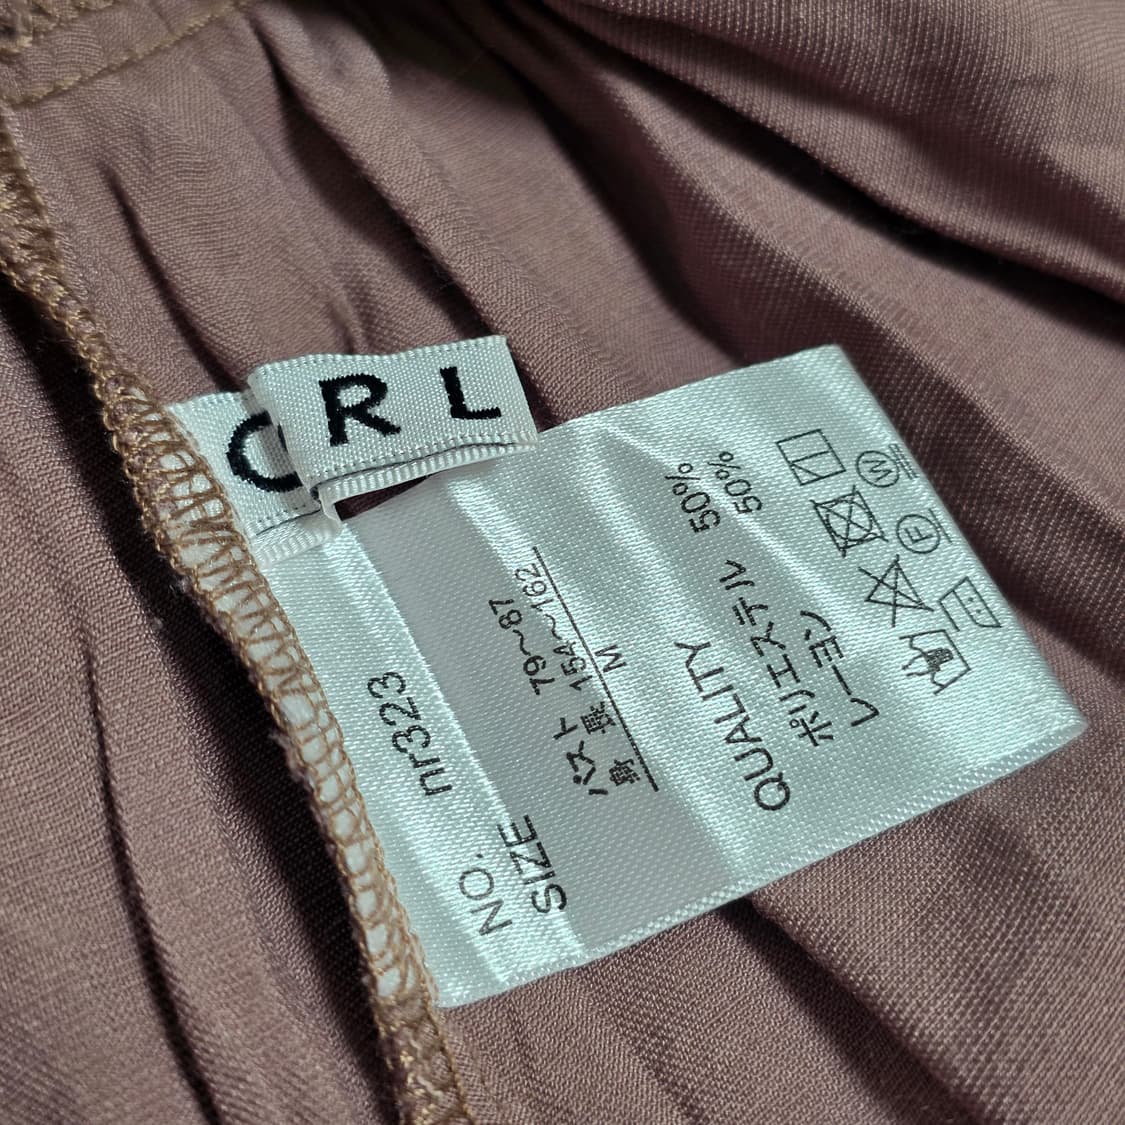 C
R L
NO. nr323
SIZE
バスト 79〜87
身長 154〜162
M
QUALITY
ポリエステル 50%
レーヨン 50%
W
F